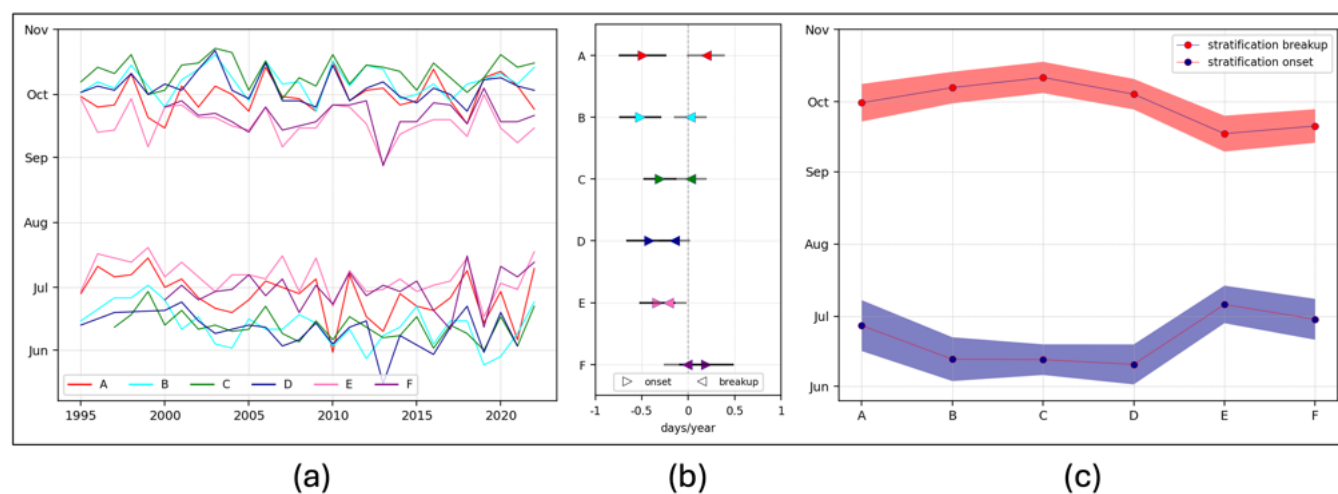 Nov
Oct
Sep
Aug
Jul
Jun
A B C D E F
1995 2000 2005 2010 2015 2020
A
B
C
D
E
F
onset breakup
-1 -0.5 0 0.5 1
days/year
Nov
Oct
Sep
Aug
Jul
Jun
stratification breakup
stratification onset
A B C D E F
(a) (b) (c)